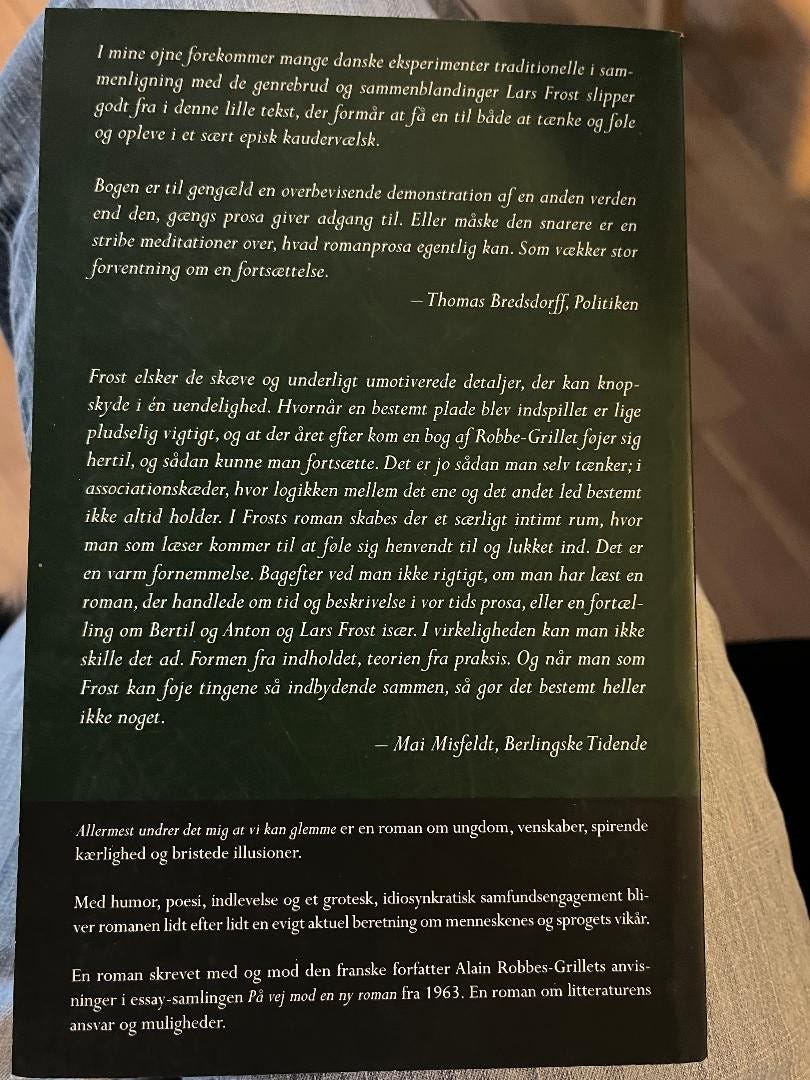 I mine øjne forekommer mange danske eksperimenter traditionelle i sam-
menligning med de genrebrud og sammenblandinger Lars Frost slipper
godt fra i denne lille tekst, der formår at få en til både at tænke og føle
og opleve i et sært episk kaudervælsk.
Bogen er til gengæld en overbevisende demonstration af en anden verden
end den, gængs prosa giver adgang til. Eller måske den snarere er en
stribe meditationer over, hvad romanprosa egentlig kan. Som vækker stor
forventning om en fortsættelse.
– Thomas Bredsdorff, Politiken
Frost elsker de skæve og underligt umotiverede detaljer, der kan knop-
skyde i én uendelighed. Hvornår en bestemt plade blev indspillet er lige
pludselig vigtigt, og at der året efter kom en bog af Robbe-Grillet føjer sig
hertil, og sådan kunne man fortsætte. Det er jo sådan man selv tænker; i
associationskæder, hvor logikken mellem det ene og det andet led bestemt
ikke altid holder. I Frosts roman skabes der et særligt intimt rum, hvor
man som læser kommer til at føle sig henvendt til og lukket ind. Det er
en varm fornemmelse. Bagefter ved man ikke rigtigt, om man har læst en
roman, der handlede om tid og beskrivelse i vor tids prosa, eller en fortæl-
ling om Bertil og Anton og Lars Frost især. I virkeligheden kan man ikke
skille det ad. Formen fra indholdet, teorien fra praksis. Og når man som
Frost kan føje tingene så indbydende sammen, så gør det bestemt heller
ikke noget.
– Mai Misfeldt, Berlingske Tidende
Allermest undrer det mig at vi kan glemme er en roman om ungdom, venskaber, spirende
kærlighed og bristede illusioner.
Med humor, poesi, indlevelse og et grotesk, idiosynkratisk samfundsengagement bli-
ver romanen lidt efter lidt en evigt aktuel beretning om menneskenes og sprogets vikår.
En roman skrevet med og mod den franske forfatter Alain Robbes-Grillets anvis-
ninger i essay-samlingen På vej mod en ny roman fra 1963. En roman om litteraturens
ansvar og muligheder.